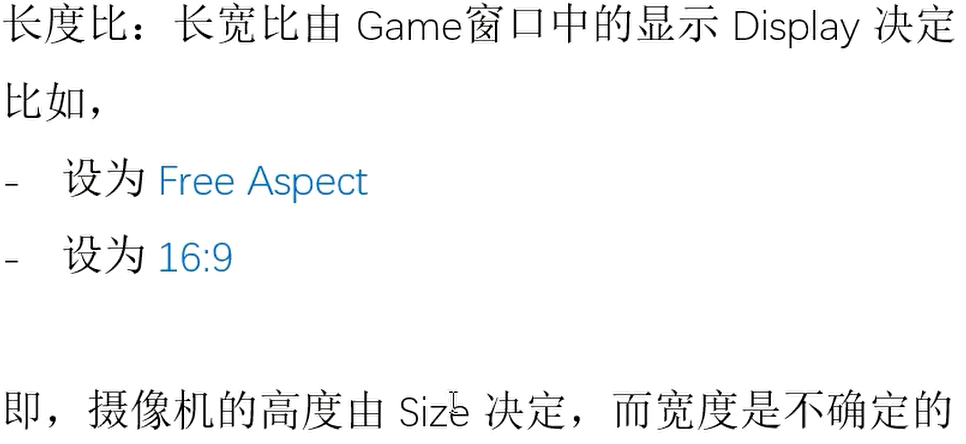 长度比：长宽比由 Game窗口中的显示 Display 决定
比如，
- 设为 Free Aspect
- 设为 16:9
即，摄像机的高度由 Size 决定，而宽度是不确定的